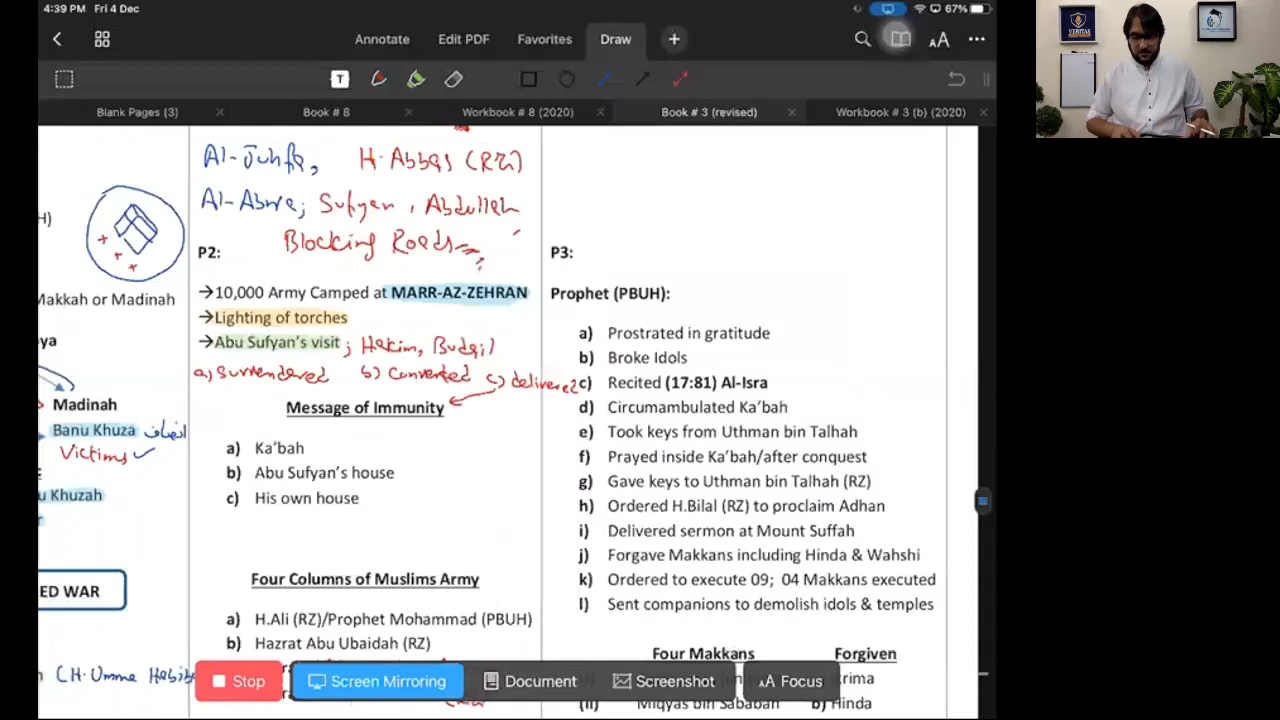 4:39 PM Fri 4 Dec
67%
Annotate
Edit PDF
Favorites
Draw
Blank Pages (3)
Book # 8
Workbook # 8 (2020)
Book # 3 (revised)
Workbook # 3 (b) (2020)
H)
Makkah or Madinah
ya
Madinah
Banu Khuza انصاف
Victims
u Khuzah
ED WAR
(H. Umme Habiba
Al-Juhfa, H. Abbas (RZ)
Al-Abwa; Sufyan, Abdullah
Blocking Roads
P2:
→10,000 Army Camped at MARR-AZ-ZEHRAN
→Lighting of torches
→Abu Sufyan's visit ; Hakim, Budail
a) Surrendered b) Converted c) delivered
Message of Immunity
a) Ka'bah
b) Abu Sufyan's house
c) His own house
Four Columns of Muslims Army
a) H.Ali (RZ)/Prophet Mohammad (PBUH)
b) Hazrat Abu Ubaidah (RZ)
P3:
Prophet (PBUH):
a) Prostrated in gratitude
b) Broke Idols
c) Recited (17:81) Al-Isra
d) Circumambulated Ka'bah
e) Took keys from Uthman bin Talhah
f) Prayed inside Ka'bah/after conquest
g) Gave keys to Uthman bin Talhah (RZ)
h) Ordered H.Bilal (RZ) to proclaim Adhan
i) Delivered sermon at Mount Suffah
j) Forgave Makkans including Hinda & Wahshi
k) Ordered to execute 09; 04 Makkans executed
l) Sent companions to demolish idols & temples
Four Makkans Forgiven
krima
(ii) Miqyas bin Sababah b) Hinda
Stop
Screen Mirroring
Document
Screenshot
AA Focus
VERITAS